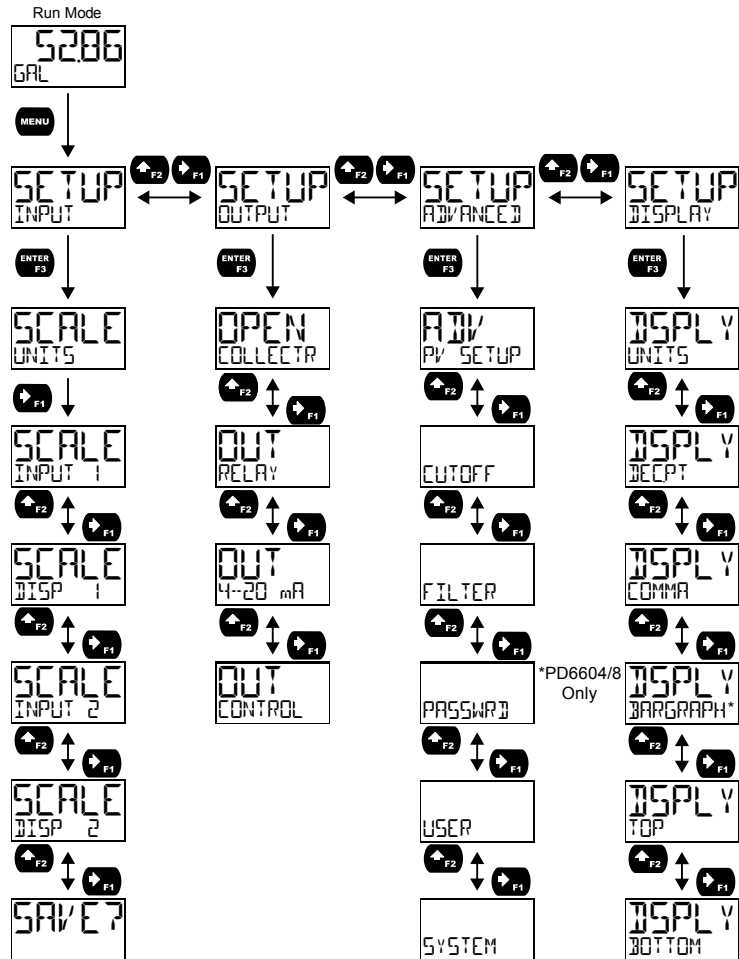 Run Mode
52.86
GAL
MENU
SETUP
INPUT
F2
F1
SETUP
OUTPUT
F2
F1
SETUP
ADVANCED
F2
F1
SETUP
DISPLAY
ENTER
F3
ENTER
F3
ENTER
F3
ENTER
F3
SCALE
UNITS
OPEN
COLLECTR
ADV
PV SETUP
DSPLY
UNITS
F1
F2
F1
F2
F1
F2
F1
SCALE
INPUT 1
OUT
RELAY
CUTOFF
DSPLY
DEC.PT
F2
F1
F2
F1
F2
F1
F2
F1
SCALE
DISP 1
OUT
4--20 mA
FILTER
DSPLY
COMMA
F2
F1
F2
F1
F2
F1
F2
F1
SCALE
INPUT 2
OUT
CONTROL
PASSWRD
*PD6604/8
Only
DSPLY
BARGRAPH*
F2
F1
F2
F1
F2
F1
SCALE
DISP 2
USER
DSPLY
TOP
F2
F1
F2
F1
F2
F1
SAVE?
SYSTEM
DSPLY
BOTTOM